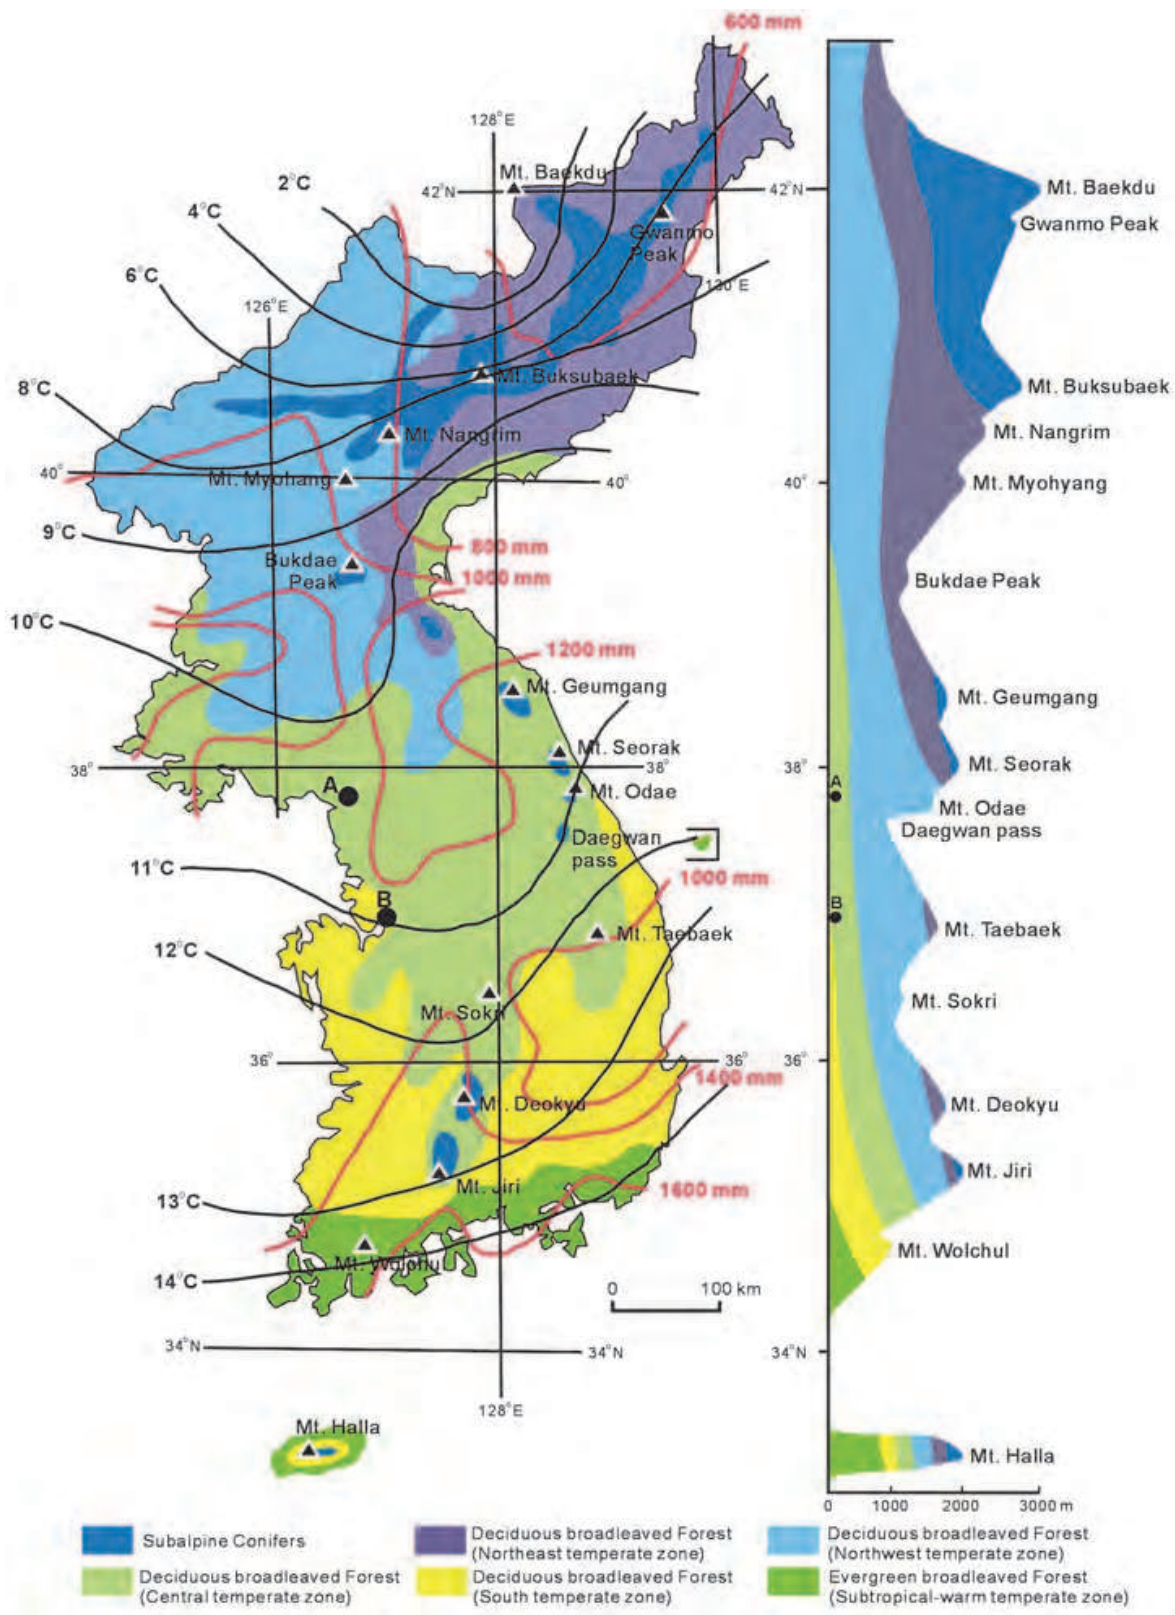 600 mm
128°E
Mt. Baekdu
2°C
42°N
42°N
Mt. Baekdu
4°C
Gwanmo
Peak
Gwanmo Peak
6°C
130°E
126°E
8°C
Mt. Buksubaek
Mt. Buksubaek
Mt. Nangrim
Mt. Nangrim
40°
Mt. Myohang
40°
40°
Mt. Myohyang
9°C
800 mm
Bukdae
Peak
1000 mm
Bukdae Peak
10°C
1200 mm
Mt. Geumgang
Mt. Geumgang
Mt. Seorak
38°
38°
38°
Mt. Seorak
A
Mt. Odae
A
Mt. Odae
Daegwan
pass
Daegwan pass
11°C
1000 mm
B
B
12°C
Mt. Taebaek
Mt. Taebaek
Mt. Sokri
Mt. Sokri
36°
36°
36°
1400 mm
Mt. Deokyu
Mt. Deokyu
13°C
Mt. Jiri
1600 mm
Mt. Jiri
Mt. Wolchul
Mt. Wolchul
14°C
0 100 km
34°N
34°N
34°N
128°E
Mt. Halla
Mt. Halla
0 1000 2000 3000 m
Subalpine Conifers
Deciduous broadleaved Forest
(Northeast temperate zone)
Deciduous broadleaved Forest
(Northwest temperate zone)
Deciduous broadleaved Forest
(Central temperate zone)
Deciduous broadleaved Forest
(South temperate zone)
Evergreen broadleaved Forest
(Subtropical-warm temperate zone)